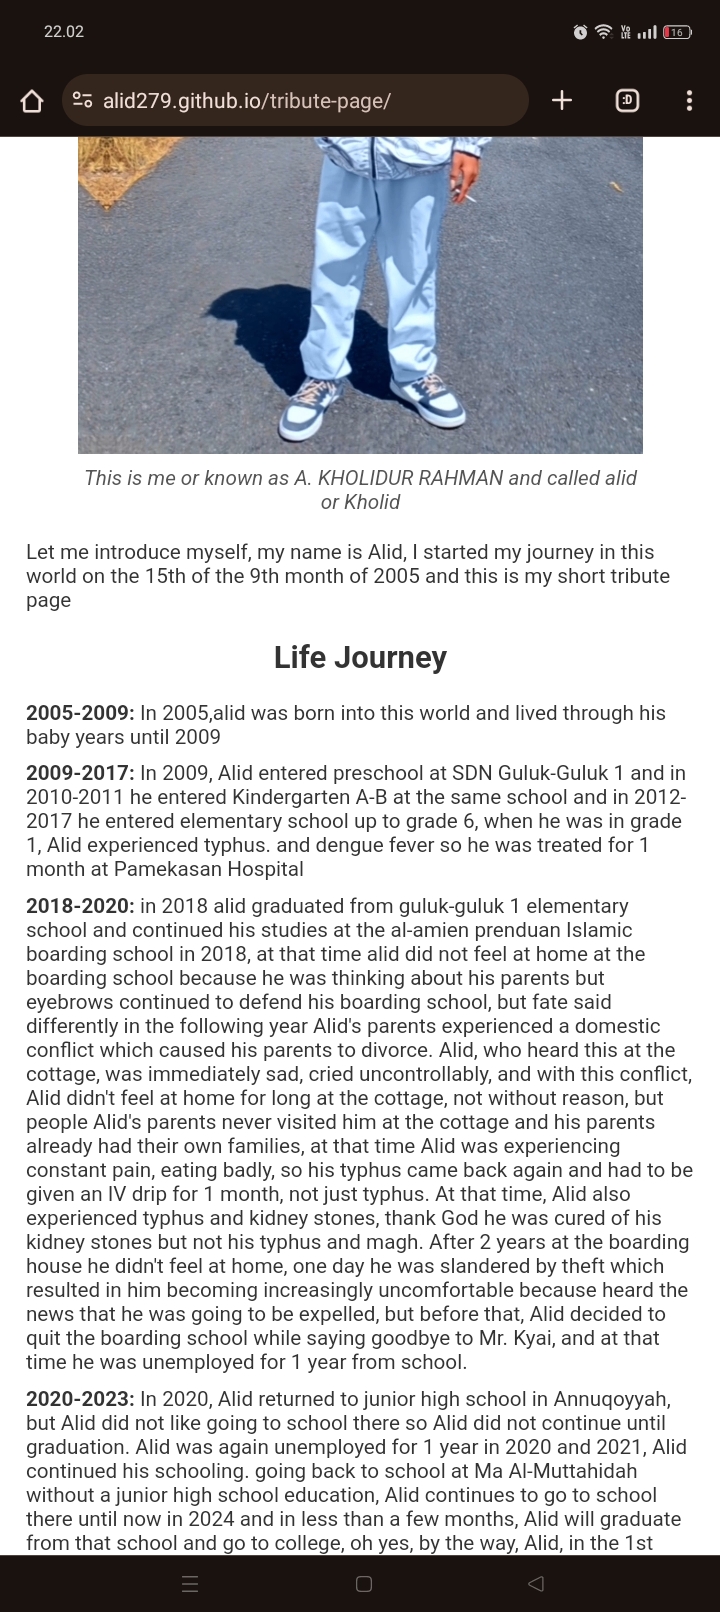 22.02
Vo
LTE
16
alid279.github.io/tribute-page/
:D
This is me or known as A. KHOLIDUR RAHMAN and called alid
or Kholid
Let me introduce myself, my name is Alid, I started my journey in this
world on the 15th of the 9th month of 2005 and this is my short tribute
page
Life Journey
2005-2009: In 2005,alid was born into this world and lived through his
baby years until 2009
2009-2017: In 2009, Alid entered preschool at SDN Guluk-Guluk 1 and in
2010-2011 he entered Kindergarten A-B at the same school and in 2012-
2017 he entered elementary school up to grade 6, when he was in grade
1, Alid experienced typhus. and dengue fever so he was treated for 1
month at Pamekasan Hospital
2018-2020: in 2018 alid graduated from guluk-guluk 1 elementary
school and continued his studies at the al-amien prenduan Islamic
boarding school in 2018, at that time alid did not feel at home at the
boarding school because he was thinking about his parents but
eyebrows continued to defend his boarding school, but fate said
differently in the following year Alid's parents experienced a domestic
conflict which caused his parents to divorce. Alid, who heard this at the
cottage, was immediately sad, cried uncontrollably, and with this conflict,
Alid didn't feel at home for long at the cottage, not without reason, but
people Alid's parents never visited him at the cottage and his parents
already had their own families, at that time Alid was experiencing
constant pain, eating badly, so his typhus came back again and had to be
given an IV drip for 1 month, not just typhus. At that time, Alid also
experienced typhus and kidney stones, thank God he was cured of his
kidney stones but not his typhus and magh. After 2 years at the boarding
house he didn't feel at home, one day he was slandered by theft which
resulted in him becoming increasingly uncomfortable because heard the
news that he was going to be expelled, but before that, Alid decided to
quit the boarding school while saying goodbye to Mr. Kyai, and at that
time he was unemployed for 1 year from school.
2020-2023: In 2020, Alid returned to junior high school in Annuqoyyah,
but Alid did not like going to school there so Alid did not continue until
graduation. Alid was again unemployed for 1 year in 2020 and 2021, Alid
continued his schooling. going back to school at Ma Al-Muttahidah
without a junior high school education, Alid continues to go to school
there until now in 2024 and in less than a few months, Alid will graduate
from that school and go to college, oh yes, by the way, Alid, in the 1st